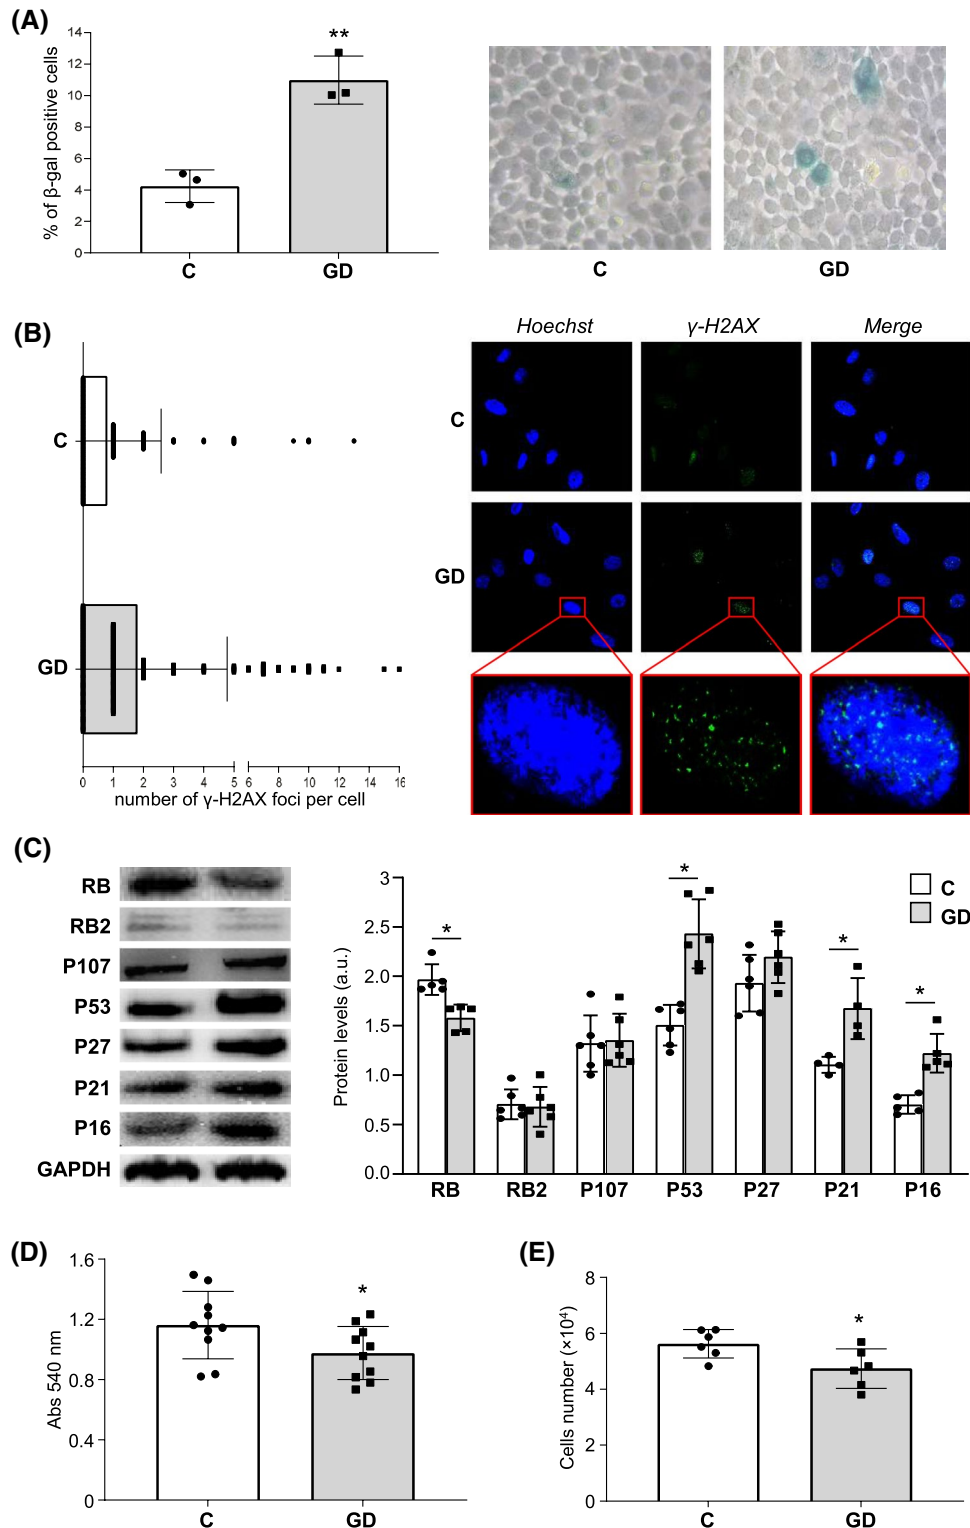 (A)
% of β-gal positive cells
14
12
10
8
6
4
2
0
**
C
GD
C
GD
(B)
Hoechst
γ-H2AX
Merge
C
GD
C
GD
0 1 2 3 4 5 6 8 10 12 14 16
number of γ-H2AX foci per cell
(C)
RB
RB2
P107
P53
P27
P21
P16
GAPDH
Protein levels (a.u.)
3
2.5
2.0
1.5
1.0
0.5
0.0
* * * *
C
GD
RB RB2 P107 P53 P27 P21 P16
(D)
Abs 540 nm
1.6
1.2
0.8
0.4
0
*
C
GD
(E)
Cells number (×10⁴)
8
6
4
2
0
*
C
GD